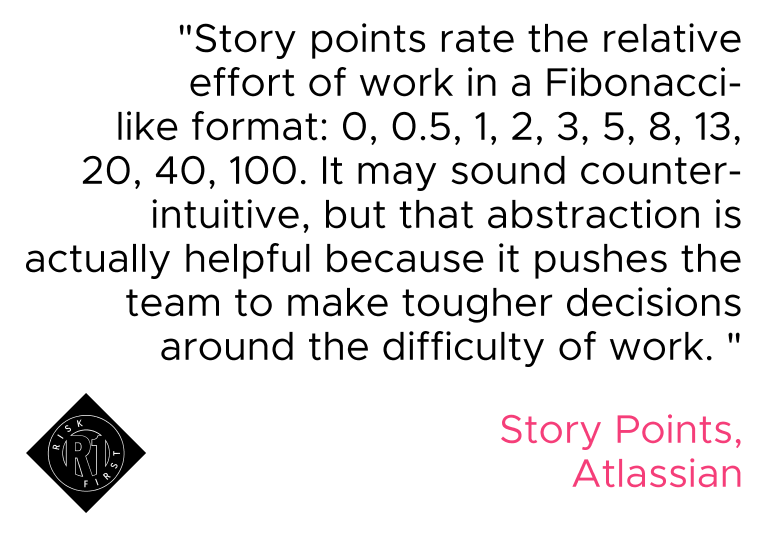 "Story points rate the relative
effort of work in a Fibonacci-
like format: 0, 0.5, 1, 2, 3, 5, 8, 13,
20, 40, 100. It may sound counter-
intuitive, but that abstraction is
actually helpful because it pushes the
team to make tougher decisions
around the difficulty of work. "
Story Points,
Atlassian
RISK
R1
FIRST